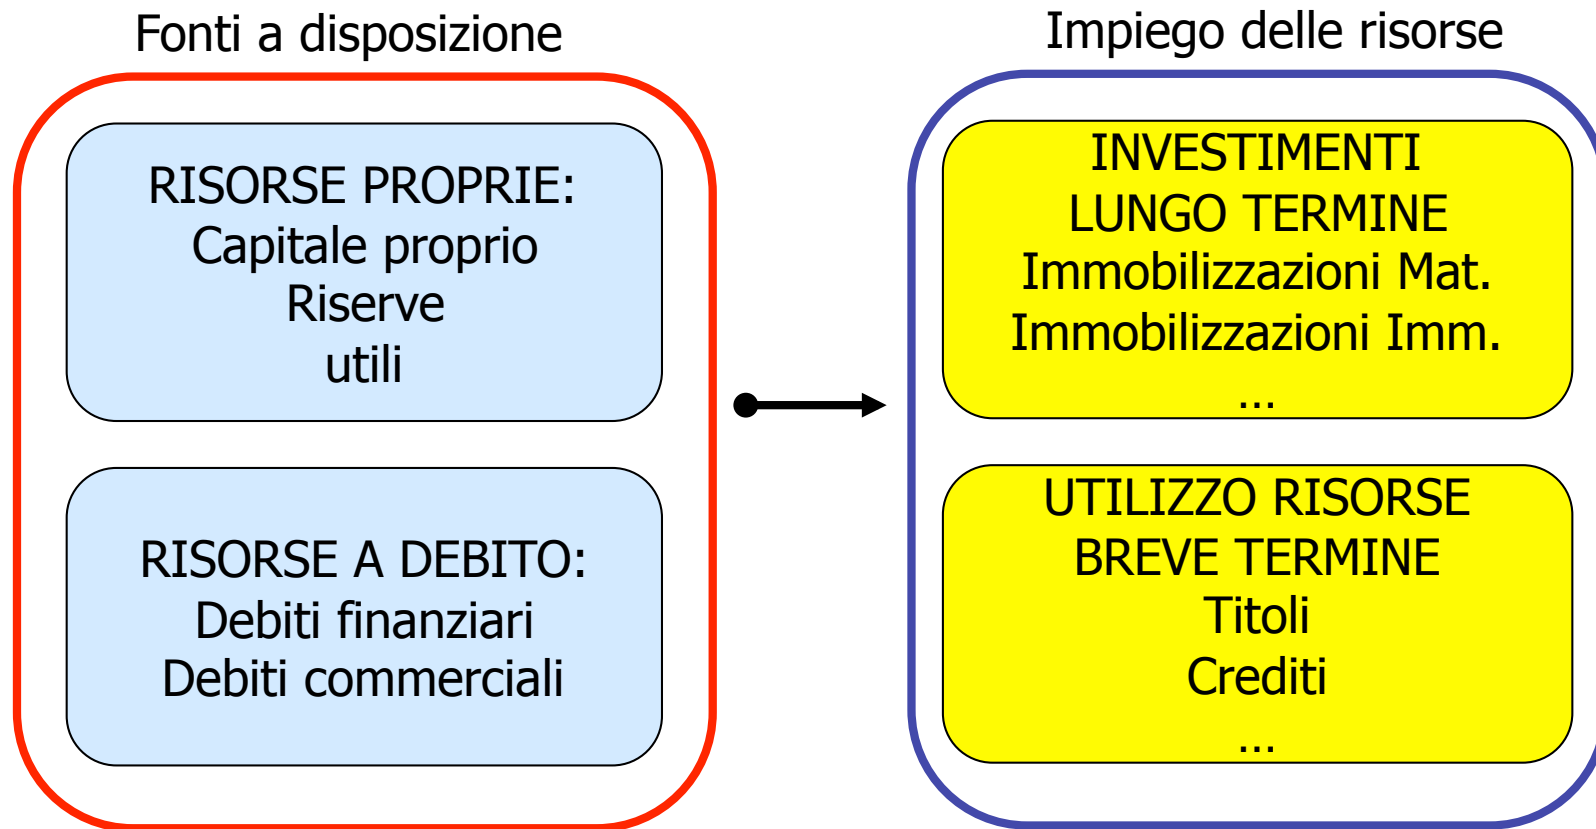 Fonti a disposizione
RISORSE PROPRIE:
Capitale proprio
Riserve
utili
RISORSE A DEBITO:
Debiti finanziari
Debiti commerciali
Impiego delle risorse
INVESTIMENTI
LUNGO TERMINE
Immobilizzazioni Mat.
Immobilizzazioni Imm.
…
UTILIZZO RISORSE
BREVE TERMINE
Titoli
Crediti
…